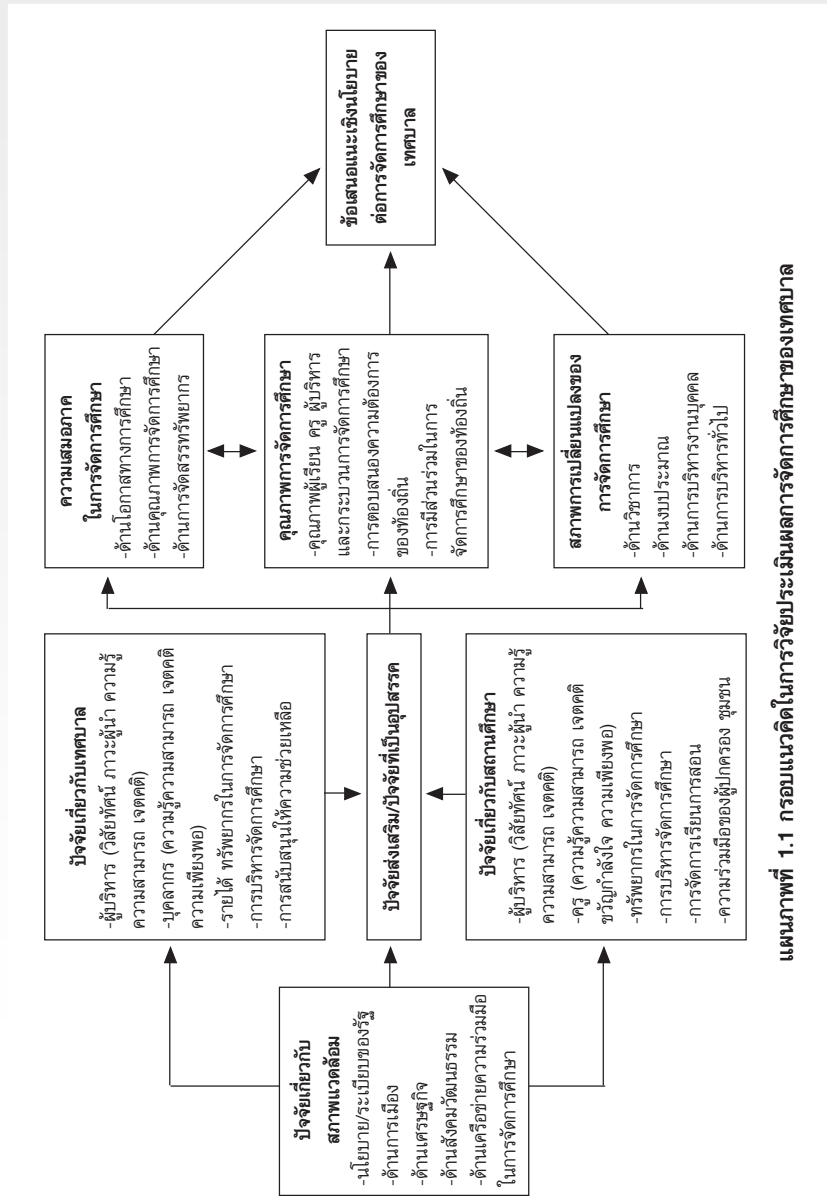 ปัจจัยเกี่ยวกับ
สภาพแวดล้อม
-นโยบาย/ระเบียบของรัฐ
-ด้านการเมือง
-ด้านเศรษฐกิจ
-ด้านสังคมวัฒนธรรม
-ด้านเครือข่ายความร่วมมือ
ในการจัดการศึกษา
ปัจจัยเกี่ยวกับเทศบาล
-ผู้บริหาร (วิสัยทัศน์ ภาวะผู้นำ ความรู้
ความสามารถ เจตคติ)
-บุคลากร (ความรู้ความสามารถ เจตคติ
ความเพียงพอ)
-รายได้ ทรัพยากรในการจัดการศึกษา
-การบริหารจัดการศึกษา
-การสนับสนุนให้ความช่วยเหลือ
ปัจจัยส่งเสริม/ปัจจัยที่เป็นอุปสรรค
ปัจจัยเกี่ยวกับสถานศึกษา
-ผู้บริหาร (วิสัยทัศน์ ภาวะผู้นำ ความรู้
ความสามารถ เจตคติ)
-ครู (ความรู้ความสามารถ เจตคติ
ขวัญกำลังใจ ความเพียงพอ)
-ทรัพยากรในการจัดการศึกษา
-การบริหารจัดการศึกษา
-การจัดการเรียนการสอน
-ความร่วมมือของผู้ปกครอง ชุมชน
ความเสมอภาค
ในการจัดการศึกษา
-ด้านโอกาสทางการศึกษา
-ด้านคุณภาพการจัดการศึกษา
-ด้านการจัดสรรทรัพยากร
คุณภาพการจัดการศึกษา
-คุณภาพผู้เรียน ครู ผู้บริหาร
และกระบวนการจัดการศึกษา
-การตอบสนองความต้องการ
ของท้องถิ่น
-การมีส่วนร่วมในการ
จัดการศึกษาของท้องถิ่น
สภาพการเปลี่ยนแปลงของ
การจัดการศึกษา
-ด้านวิชาการ
-ด้านงบประมาณ
-ด้านการบริหารงานบุคคล
-ด้านการบริหารทั่วไป
ข้อเสนอแนะเชิงนโยบาย
ต่อการจัดการศึกษาของ
เทศบาล
แผนภาพที่ 1.1 กรอบแนวคิดในการวิจัยประเมินผลการจัดการศึกษาของเทศบาล